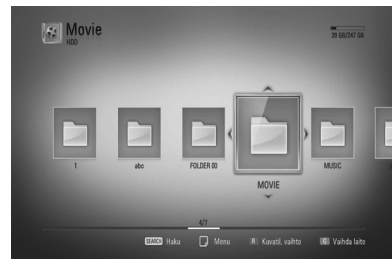 Movie
HDD
39 GB/247 GB
1
abc
FOLDER 00
MOVIE
MUSIC
4/7
SEARCH Haku
Menu
R Kuvatil. vaihto
G Vaihda laite